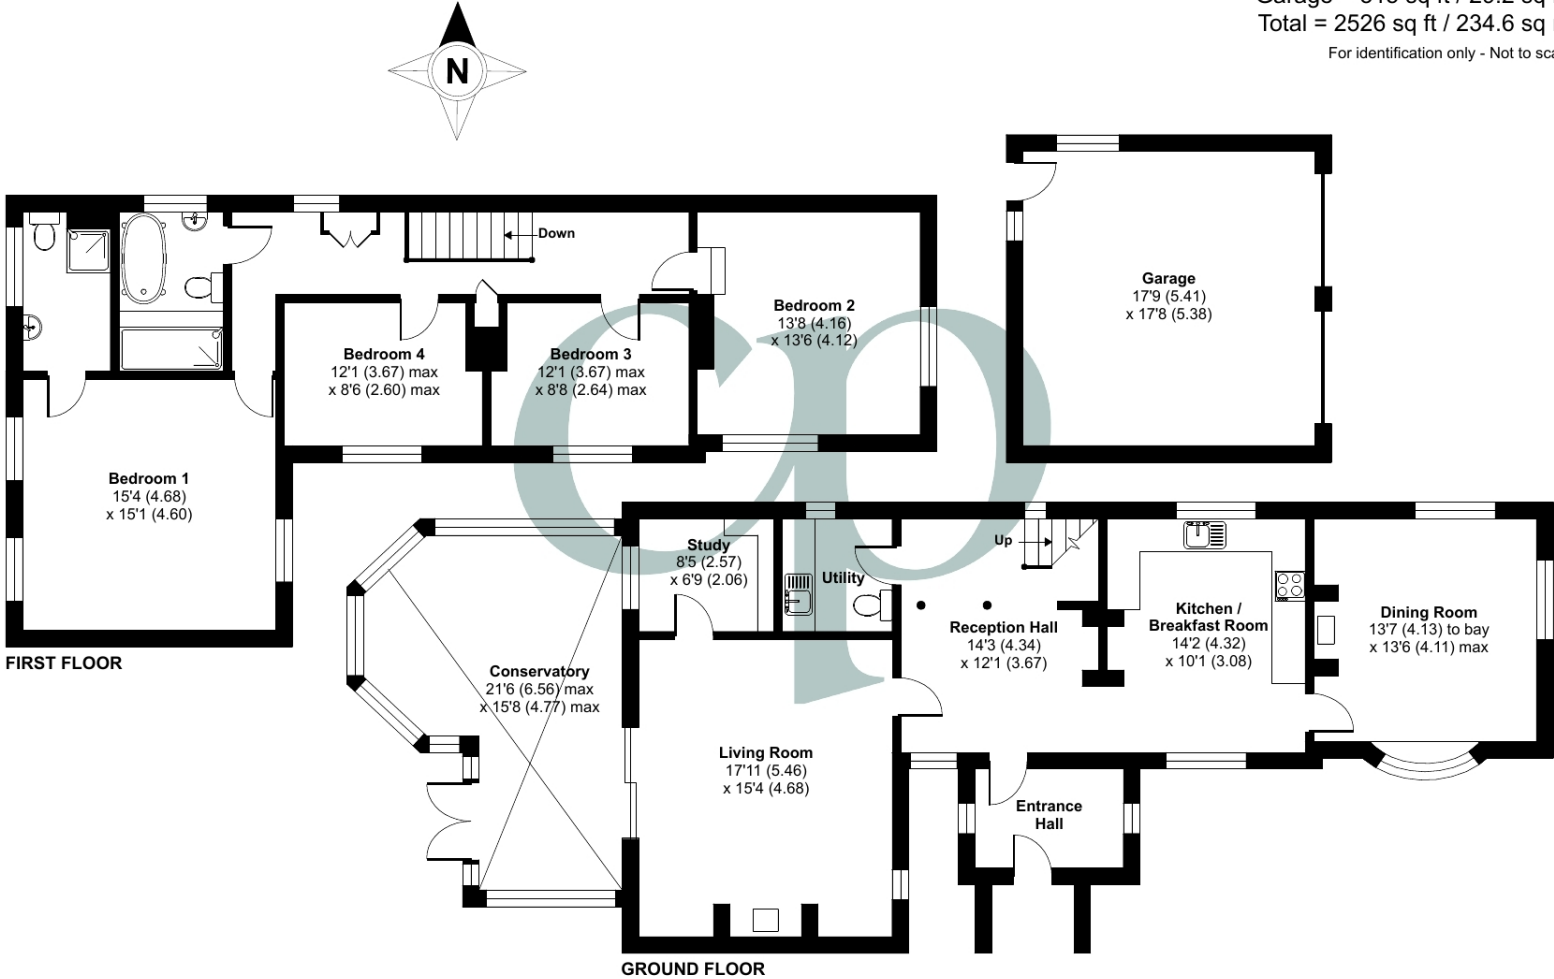 Total = 2526 sq ft / 234.6 sq
For identification only - Not to
N
Down
Garage
17'9 (5.41)
x 17'8 (5.38)
Bedroom 2
13'8 (4.16)
x 13'6 (4.12)
Bedroom 4
12'1 (3.67) max
x 8'6 (2.60) max
Bedroom 3
12'1 (3.67) max
x 8'8 (2.64) max
Bedroom 1
15'4 (4.68)
x 15'1 (4.60)
FIRST FLOOR
cp
Study
8'5 (2.57)
x 6'9 (2.06)
Utility
Up
Reception Hall
14'3 (4.34)
x 12'1 (3.67)
Kitchen /
Breakfast Room
14'2 (4.32)
x 10'1 (3.08)
Dining Room
13'7 (4.13) to bay
x 13'6 (4.11) max
Conservatory
21'6 (6.56) max
x 15'8 (4.77) max
Living Room
17'11 (5.46)
x 15'4 (4.68)
Entrance
Hall
GROUND FLOOR